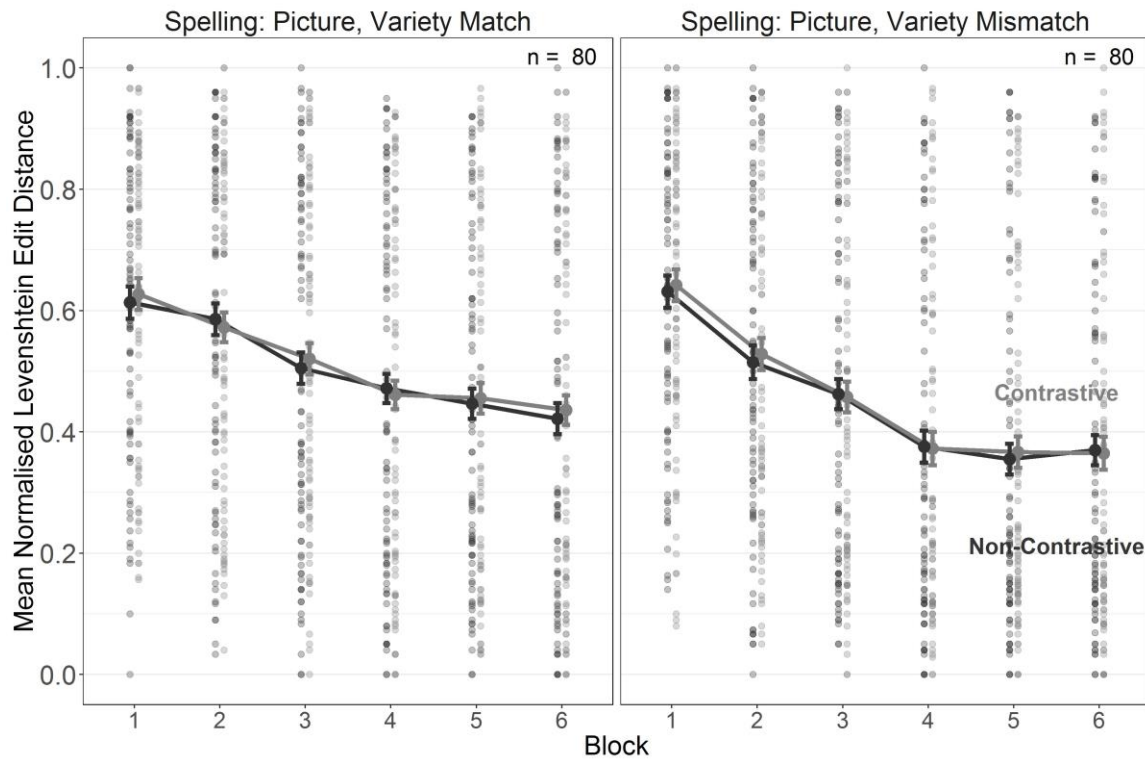 Spelling: Picture, Variety Match
Spelling: Picture, Variety Mismatch
n = 80
n = 80
Mean Normalised Levenshtein Edit Distance
1.0
0.8
0.6
0.4
0.2
0.0
Contrastive
Non-Contrastive
1 2 3 4 5 6
1 2 3 4 5 6
Block